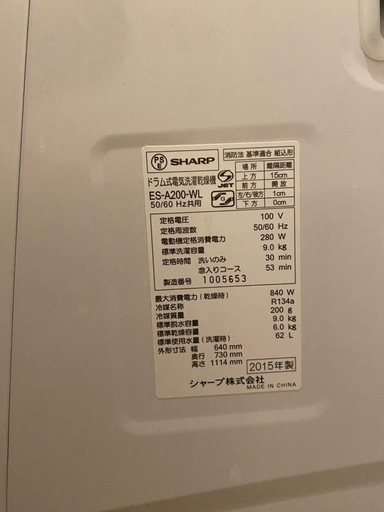 PS E SHARP
ドラム式電気洗濯乾燥機
ES-A200-WL
50/60 Hz共用
JET
消防法 基準適合 組込形
場所 離隔距離
上方 15cm
前方 開放
左/右/後方 1cm
下方 0cm
定格電圧 100 V
定格周波数 50/60 Hz
電動機定格消費電力 280 W
標準洗濯容量 9.0 kg
定格時間 洗いのみ 30 min
念入りコース 53 min
製造番号 1005653
最大消費電力(乾燥時) 840 W
冷媒名称 R134a
冷媒質量 200 g
標準脱水容量 9.0 kg
標準乾燥容量 6.0 kg
標準使用水量(洗濯時) 62 L
外形寸法 幅 640 mm
奥行 730 mm
高さ 1114 mm
2015年製
シャープ株式会社
MADE IN CHINA